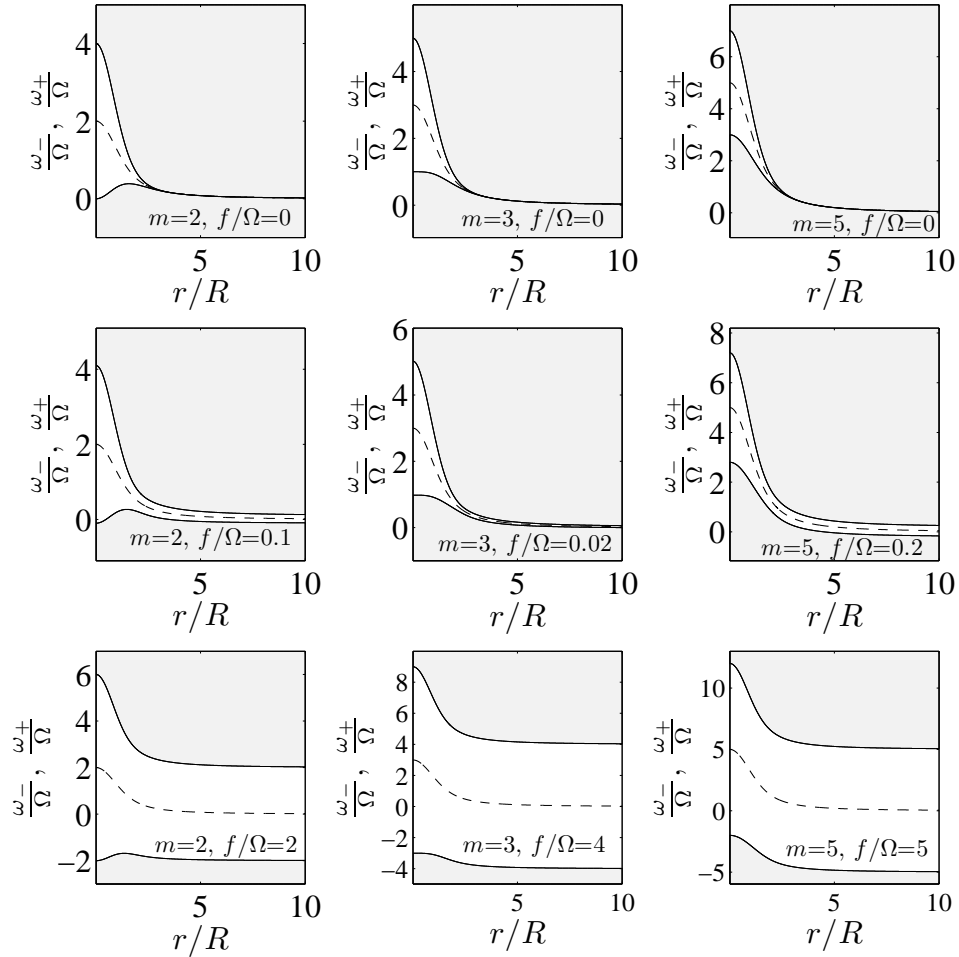 4
2
0
ω⁻/Ω, ω⁺/Ω
m=2, f/Ω=0
5 10
r/R
4
2
0
ω⁻/Ω, ω⁺/Ω
m=3, f/Ω=0
5 10
r/R
6
4
2
0
ω⁻/Ω, ω⁺/Ω
m=5, f/Ω=0
5 10
r/R
4
2
0
ω⁻/Ω, ω⁺/Ω
m=2, f/Ω=0.1
5 10
r/R
6
4
2
0
ω⁻/Ω, ω⁺/Ω
m=3, f/Ω=0.02
5 10
r/R
8
6
4
2
0
ω⁻/Ω, ω⁺/Ω
m=5, f/Ω=0.2
5 10
r/R
6
4
2
0
−2
ω⁻/Ω, ω⁺/Ω
m=2, f/Ω=2
5 10
r/R
8
6
4
2
0
−2
−4
ω⁻/Ω, ω⁺/Ω
m=3, f/Ω=4
5 10
r/R
10
5
0
−5
ω⁻/Ω, ω⁺/Ω
m=5, f/Ω=5
5 10
r/R